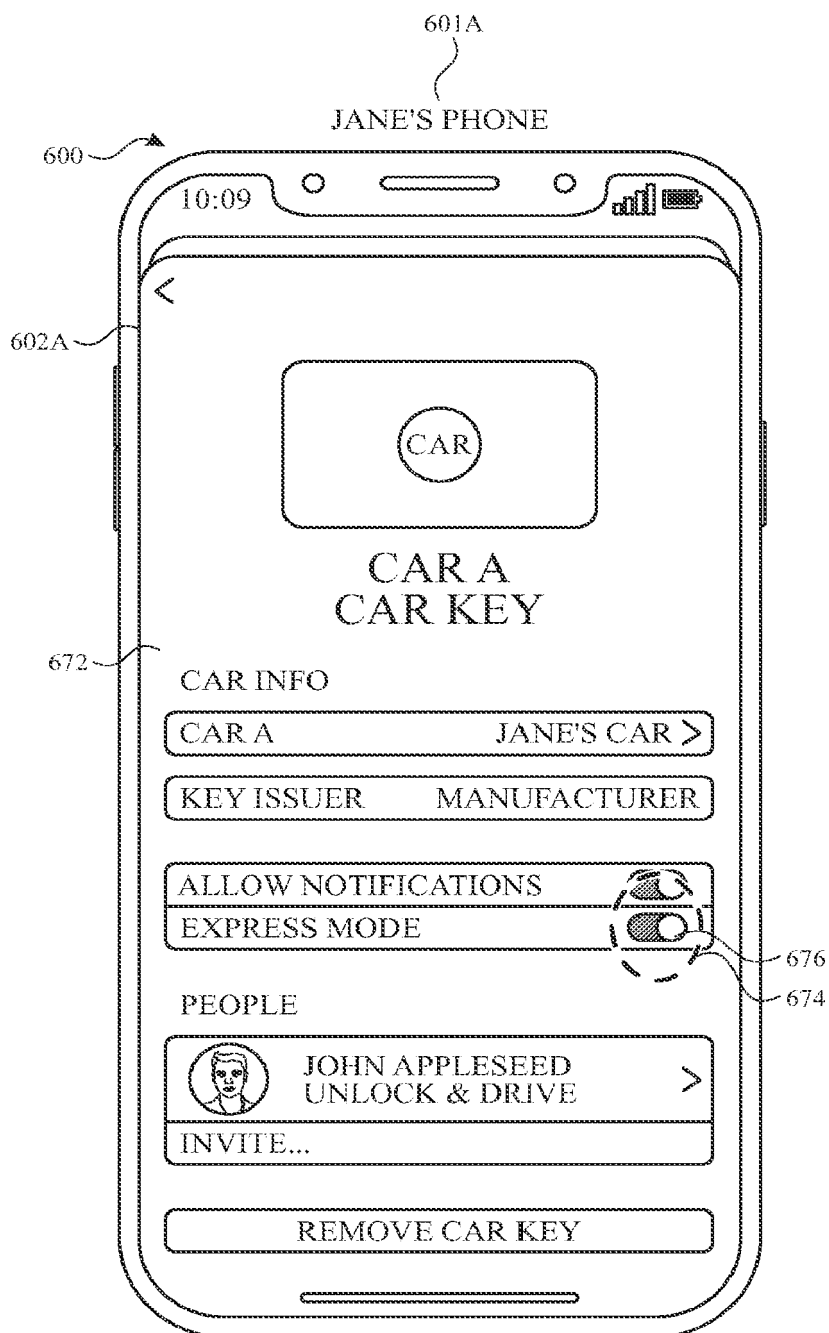 601A
JANE'S PHONE
600
10:09
<
602A
CAR
CAR A
CAR KEY
672
CAR INFO
CAR A JANE'S CAR >
KEY ISSUER MANUFACTURER
ALLOW NOTIFICATIONS
EXPRESS MODE
676
674
PEOPLE
JOHN APPLESEED
UNLOCK & DRIVE >
INVITE...
REMOVE CAR KEY